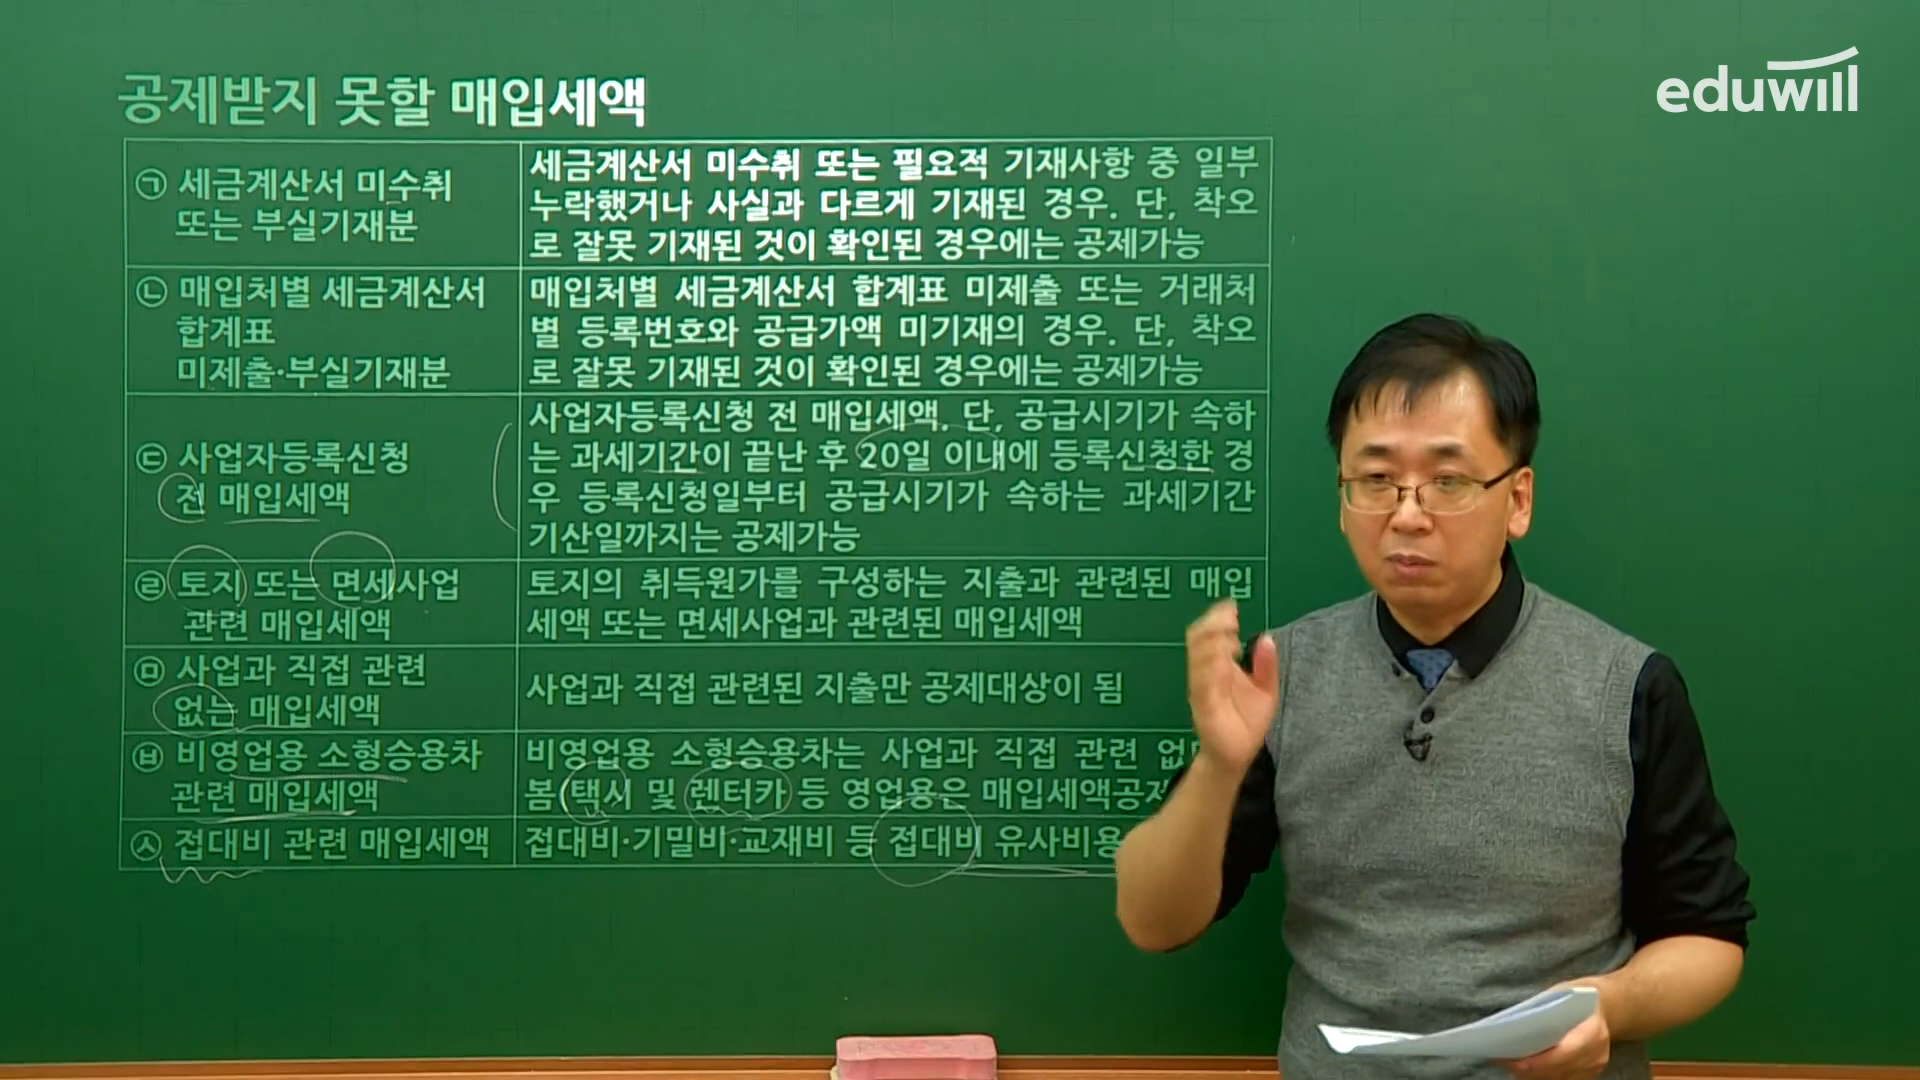 eduwill
공제받지 못할 매입세액
㉠ 세금계산서 미수취
또는 부실기재분
세금계산서 미수취 또는 필요적 기재사항 중 일부
누락했거나 사실과 다르게 기재된 경우. 단, 착오
로 잘못 기재된 것이 확인된 경우에는 공제가능
㉡ 매입처별 세금계산서
합계표
미제출·부실기재분
매입처별 세금계산서 합계표 미제출 또는 거래처
별 등록번호와 공급가액 미기재의 경우. 단, 착오
로 잘못 기재된 것이 확인된 경우에는 공제가능
㉢ 사업자등록신청
전 매입세액
사업자등록신청 전 매입세액. 단, 공급시기가 속하
는 과세기간이 끝난 후 20일 이내에 등록신청한 경
우 등록신청일부터 공급시기가 속하는 과세기간
기산일까지는 공제가능
㉣ 토지 또는 면세사업
관련 매입세액
토지의 취득원가를 구성하는 지출과 관련된 매입
세액 또는 면세사업과 관련된 매입세액
㉤ 사업과 직접 관련
없는 매입세액
사업과 직접 관련된 지출만 공제대상이 됨
㉥ 비영업용 소형승용차
관련 매입세액
비영업용 소형승용차는 사업과 직접 관련
봄 택시 및 렌터카 등 영업용은
㉦ 접대비 관련 매입세액
접대비·기밀비·교재비 등 접대비 유사비용